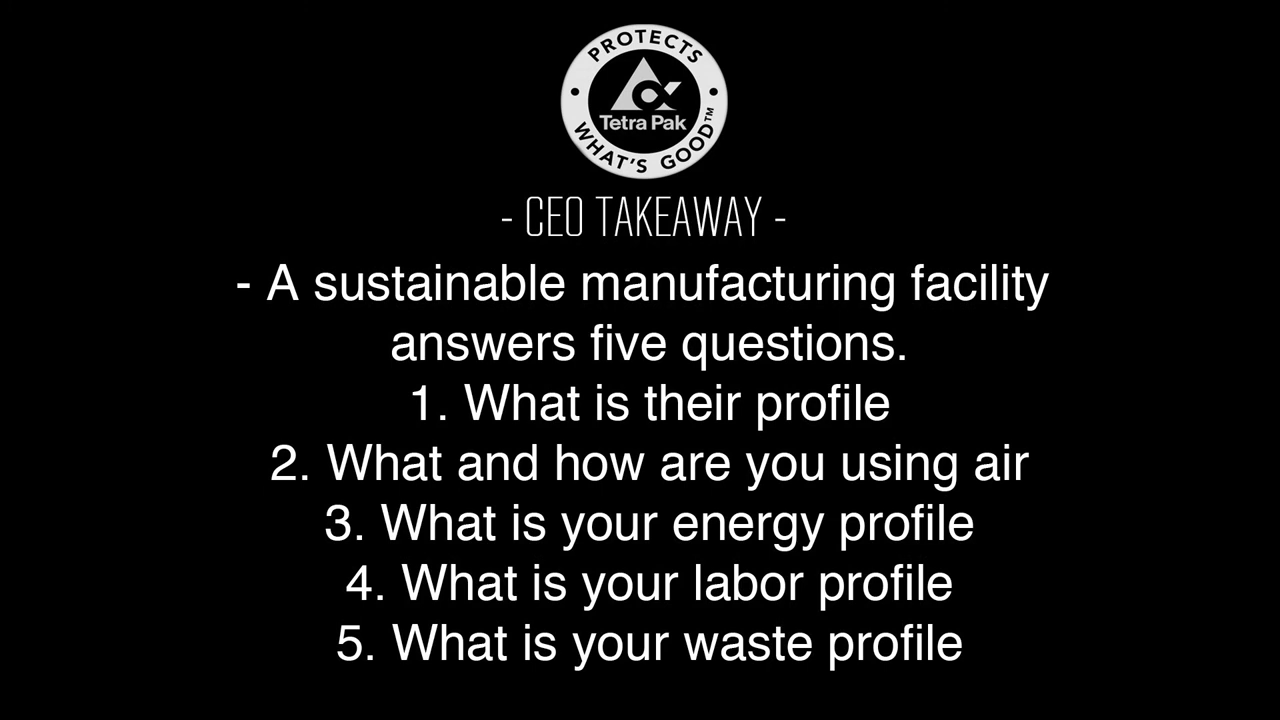 PROTECTS
Tetra Pak
WHAT'S GOOD™
- CEO TAKEAWAY -
- A sustainable manufacturing facility
answers five questions.
1. What is their profile
2. What and how are you using air
3. What is your energy profile
4. What is your labor profile
5. What is your waste profile